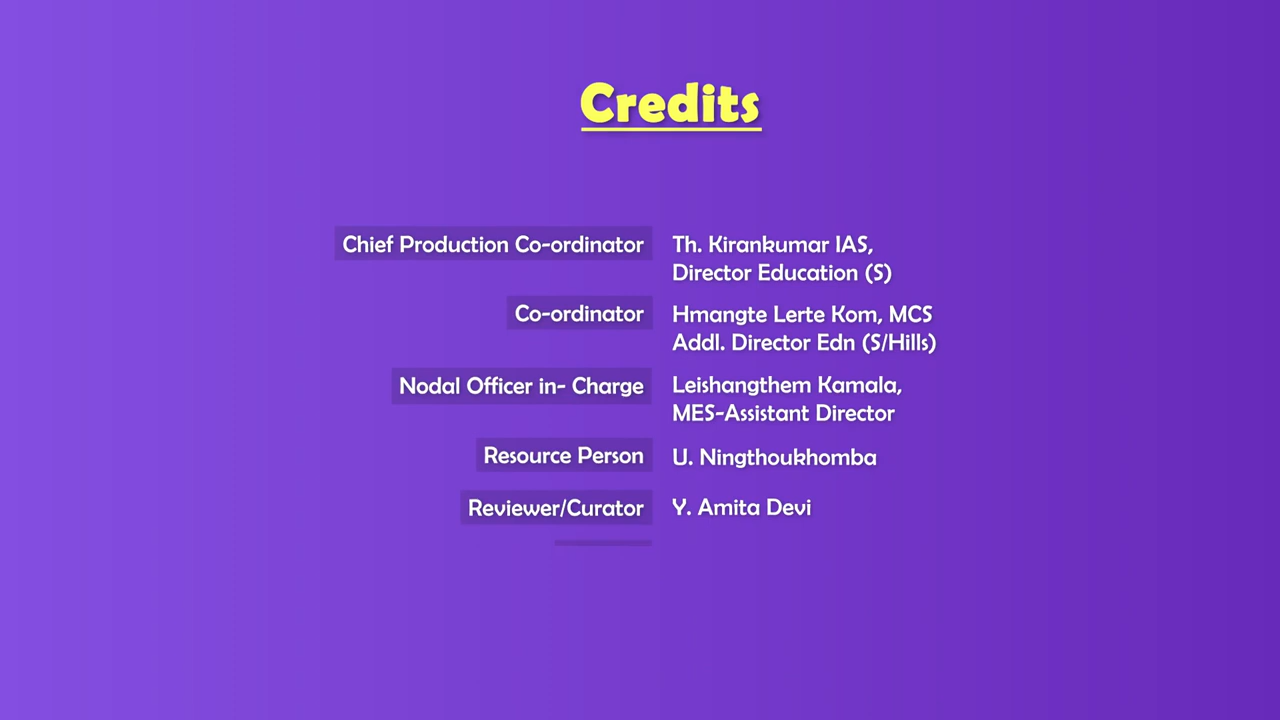 Credits
Chief Production Co-ordinator Th. Kirankumar IAS,
Director Education (S)
Co-ordinator Hmangte Lerte Kom, MCS
Addl. Director Edn (S/Hills)
Nodal Officer in- Charge Leishangthem Kamala,
MES-Assistant Director
Resource Person U. Ningthoukhomba
Reviewer/Curator Y. Amita Devi